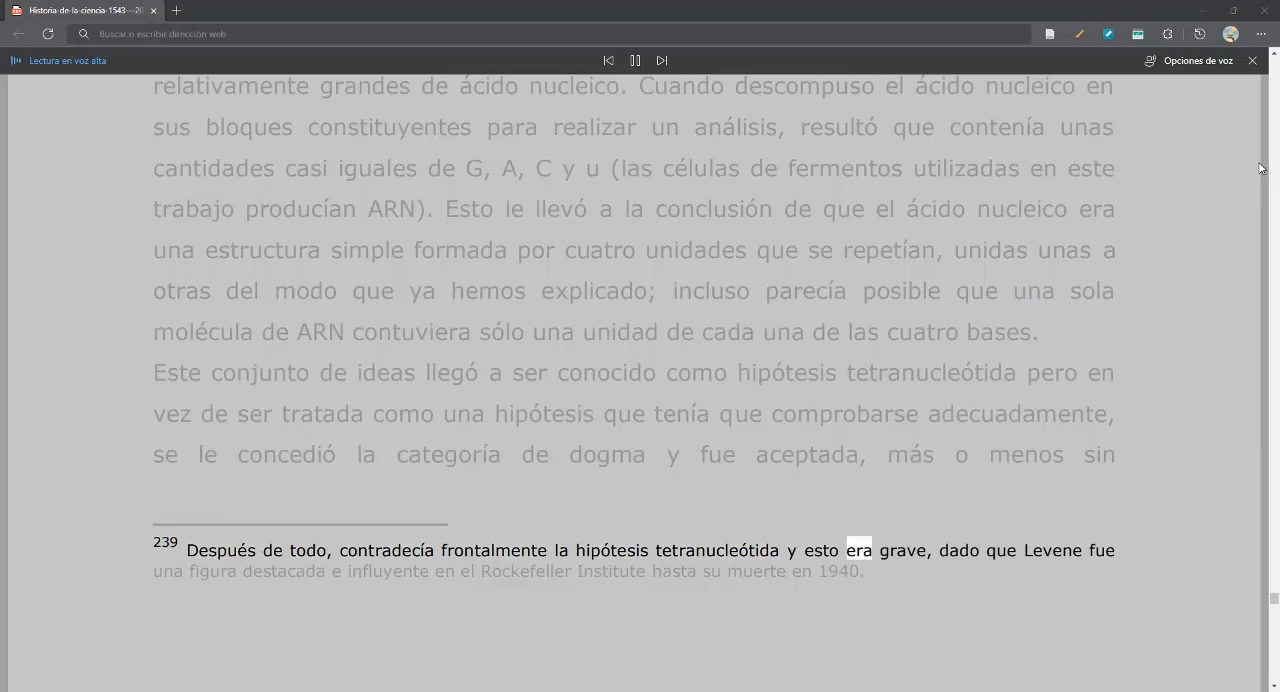 Historia-de-la-ciencia-1543---20
Buscar o escribir dirección web
Lectura en voz alta
Opciones de voz
relativamente grandes de ácido nucleico. Cuando descompuso el ácido nucleico en
sus bloques constituyentes para realizar un análisis, resultó que contenía unas
cantidades casi iguales de G, A, C y u (las células de fermentos utilizadas en este
trabajo producían ARN). Esto le llevó a la conclusión de que el ácido nucleico era
una estructura simple formada por cuatro unidades que se repetían, unidas unas a
otras del modo que ya hemos explicado; incluso parecía posible que una sola
molécula de ARN contuviera sólo una unidad de cada una de las cuatro bases.
Este conjunto de ideas llegó a ser conocido como hipótesis tetranucleótida pero en
vez de ser tratada como una hipótesis que tenía que comprobarse adecuadamente,
se le concedió la categoría de dogma y fue aceptada, más o menos sin
239 Después de todo, contradecía frontalmente la hipótesis tetranucleótida y esto era grave, dado que Levene fue
una figura destacada e influyente en el Rockefeller Institute hasta su muerte en 1940.